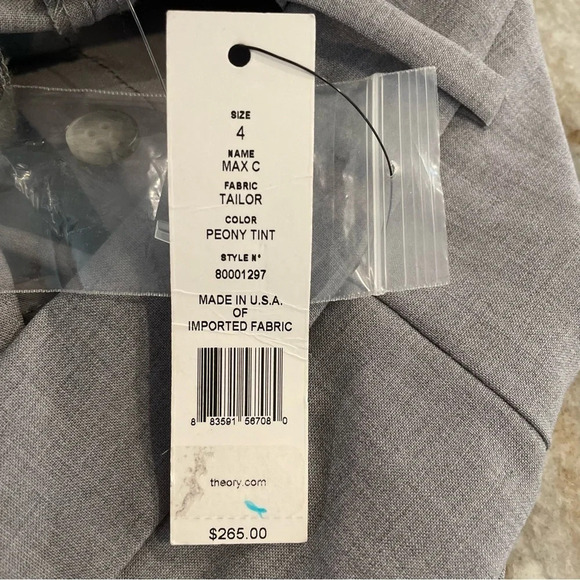 SIZE
4
NAME
MAX C
FABRIC
TAILOR
COLOR
PEONY TINT
STYLE N°
80001297
MADE IN U.S.A.
OF
IMPORTED FABRIC
8 83591 56708 0
theory.com
$265.00